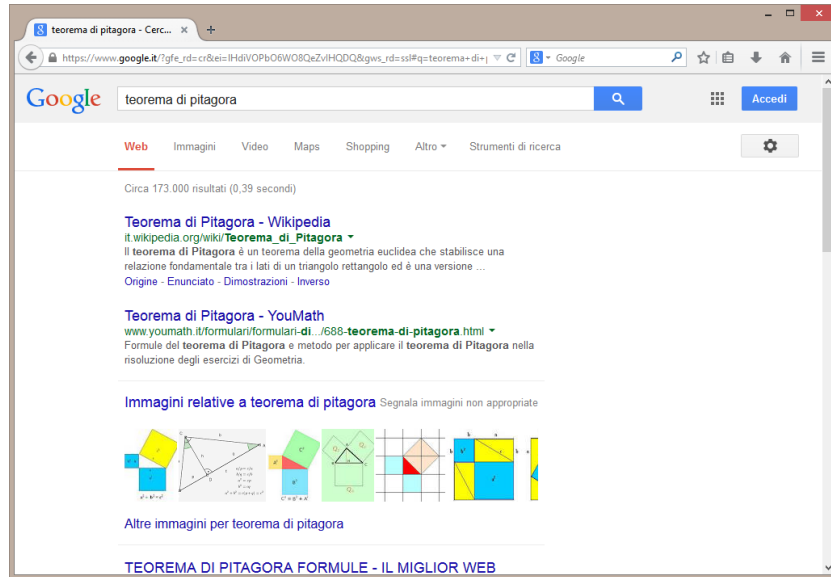 teorema di pitagora - Cerc...
https://www.google.it/?gfe_rd=cr&ei=IHdiVOPbO6WO8QeZvIHQDQ&gws_rd=ssl#q=teorema+di+
Google
Google
teorema di pitagora
Accedi
Web Immagini Video Maps Shopping Altro Strumenti di ricerca
Circa 173.000 risultati (0,39 secondi)
Teorema di Pitagora - Wikipedia
it.wikipedia.org/wiki/Teorema_di_Pitagora
Il teorema di Pitagora è un teorema della geometria euclidea che stabilisce una
relazione fondamentale tra i lati di un triangolo rettangolo ed è una versione ...
Origine - Enunciato - Dimostrazioni - Inverso
Teorema di Pitagora - YouMath
www.youmath.it/formulari/formulari-di.../688-teorema-di-pitagora.html
Formule del teorema di Pitagora e metodo per applicare il teorema di Pitagora nella
risoluzione degli esercizi di Geometria.
Immagini relative a teorema di pitagora Segnala immagini non appropriate
Altre immagini per teorema di pitagora
TEOREMA DI PITAGORA FORMULE - IL MIGLIOR WEB